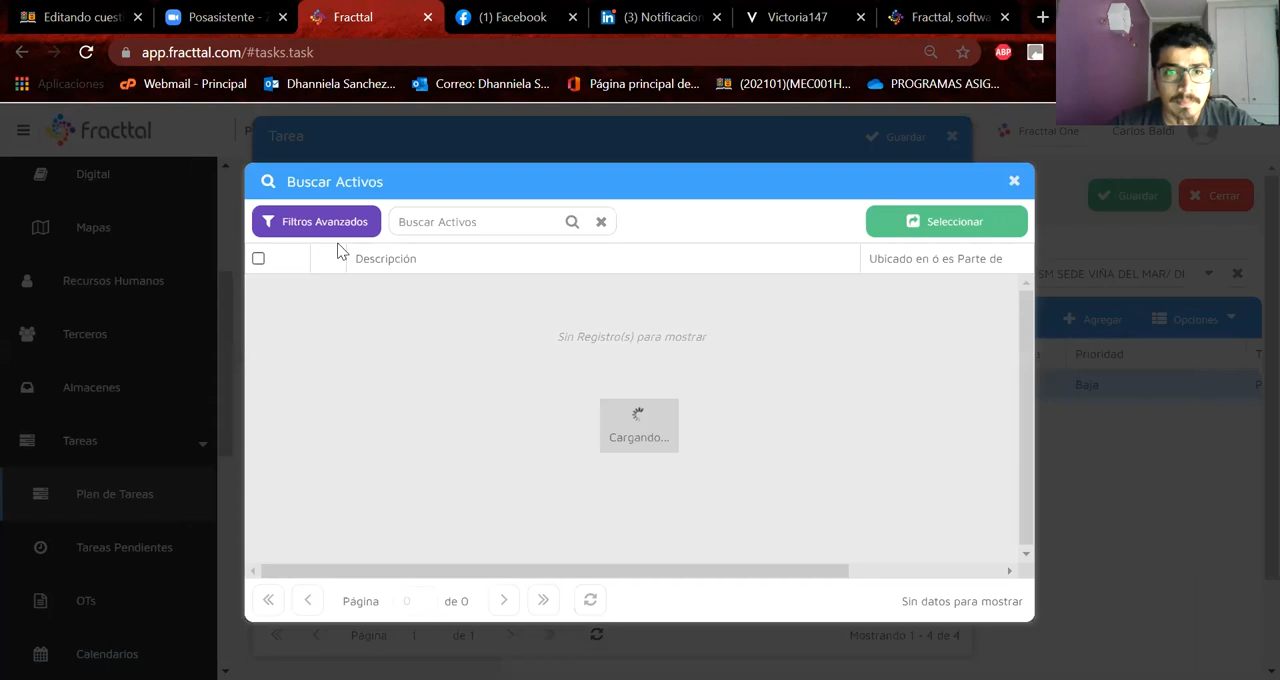 Editando cuest
Posasistente - Z
Fracttal
(1) Facebook
(3) Notificacion
Victoria147
Fracttal, softwa
app.fracttal.com/#tasks.task
ABP
Aplicaciones
Webmail - Principal
Dhanniela Sanchez...
Correo: Dhanniela S...
Página principal de...
(202101)(MEC001H...
PROGRAMAS ASIG...
fracttal
P
Tarea
Guardar
Fracttal One
Carlos Baldi
Digital
Buscar Activos
Guardar
Cerrar
Filtros Avanzados
Buscar Activos
Seleccionar
Mapas
Descripción
Ubicado en ó es Parte de
SM SEDE VIÑA DEL MAR/ DI
Recursos Humanos
Agregar
Opciones
Terceros
Sin Registro(s) para mostrar
Prioridad
T
Almacenes
Baja
P
Cargando...
Tareas
Plan de Tareas
Tareas Pendientes
OTs
Página 0 de 0
Sin datos para mostrar
Página 1 de 1
Mostrando 1 - 4 de 4
Calendarios